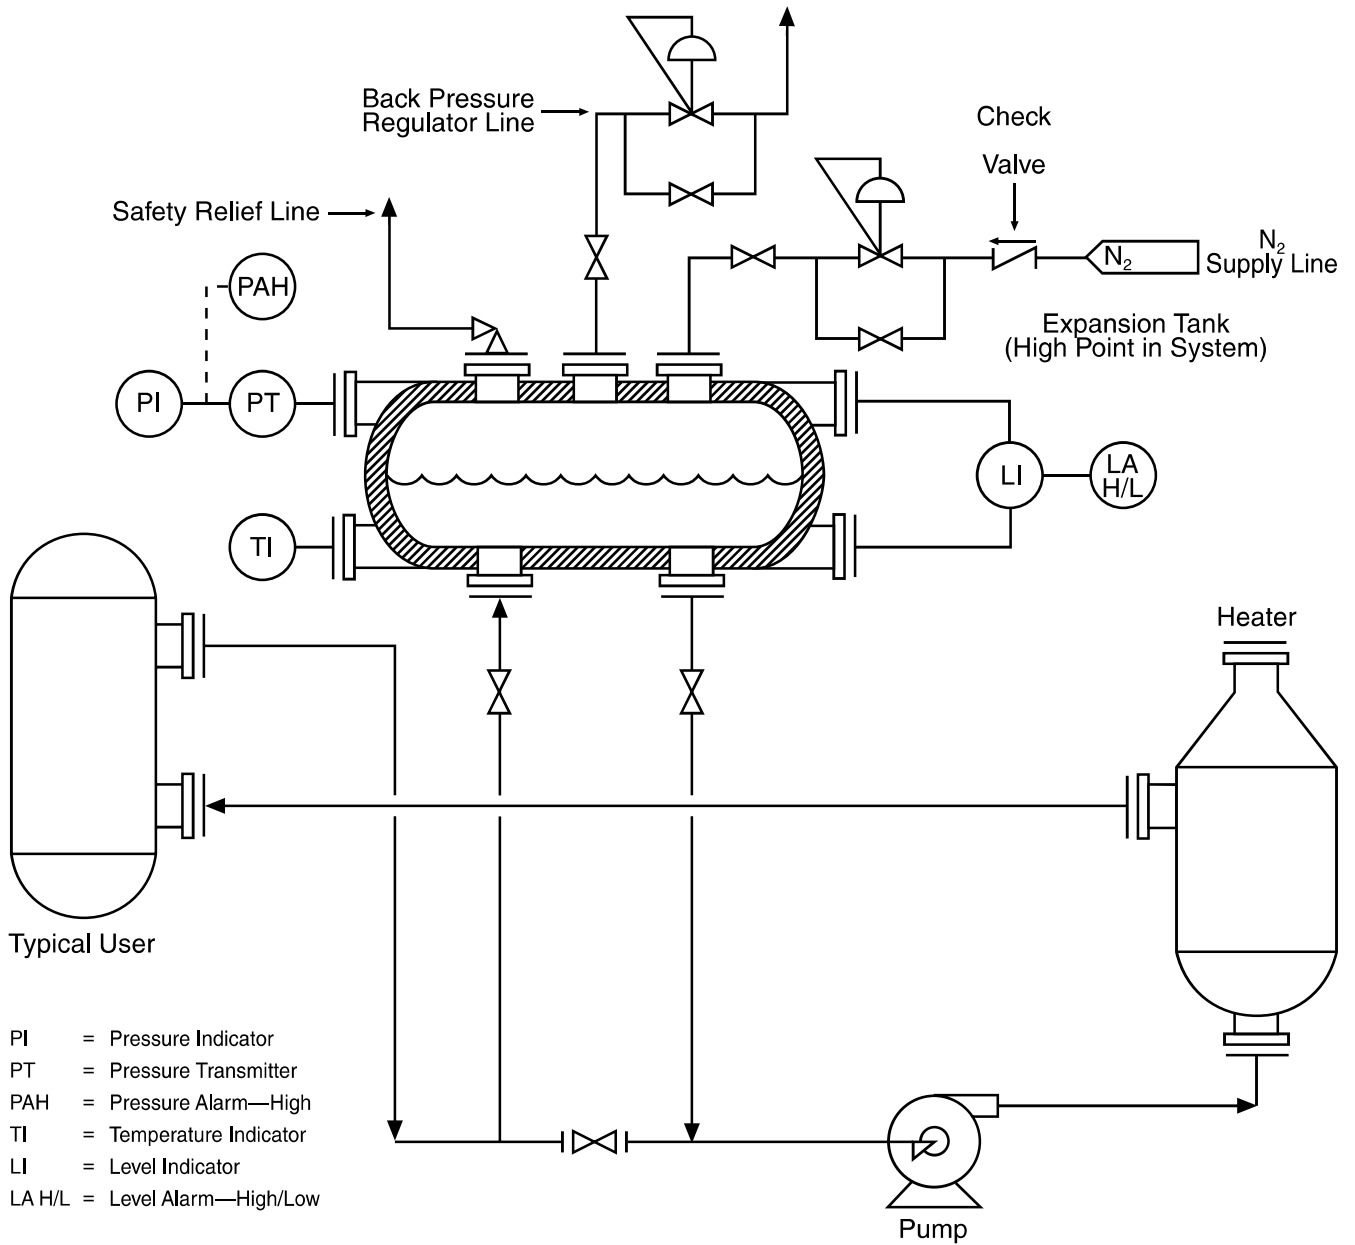 Back Pressure
Regulator Line
Check
Valve
Safety Relief Line
N2
N2
Supply Line
PAH
Expansion Tank
(High Point in System)
PI
PT
LI
LA
H/L
TI
Heater
Typical User
PI = Pressure Indicator
PT = Pressure Transmitter
PAH = Pressure Alarm—High
TI = Temperature Indicator
LI = Level Indicator
LA H/L = Level Alarm—High/Low
Pump